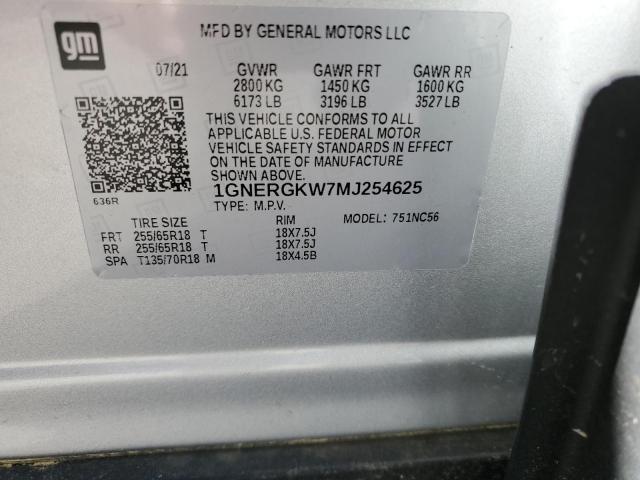 gm
MFD BY GENERAL MOTORS LLC
07/21 GVWR GAWR FRT GAWR RR
2800 KG 1450 KG 1600 KG
6173 LB 3196 LB 3527 LB
THIS VEHICLE CONFORMS TO ALL
APPLICABLE U.S. FEDERAL MOTOR
VEHICLE SAFETY STANDARDS IN EFFECT
ON THE DATE OF MANUFACTURE
SHOWN ABOVE.
636R 1GNERGKW7MJ254625
TYPE: M.P.V. MODEL: 751NC56
TIRE SIZE RIM
FRT 255/65R18 T 18X7.5J
RR 255/65R18 T 18X7.5J
SPA T135/70R18 M 18X4.5B